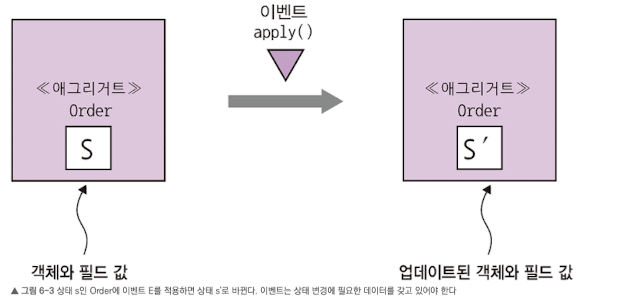 이벤트
apply()
≪애그리거트≫
Order
S
≪애그리거트≫
Order
S′
객체와 필드 값
업데이트된 객체와 필드 값
▲ 그림 6-3 상태 s인 Order에 이벤트 E를 적용하면 상태 s'로 바뀐다. 이벤트는 상태 변경에 필요한 데이터를 갖고 있어야 한다